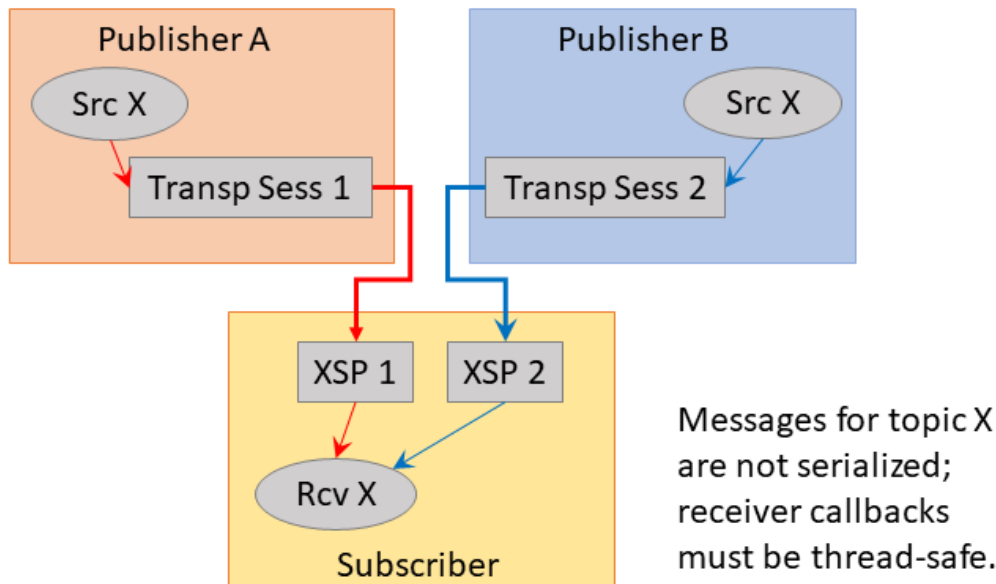 Publisher A
Publisher B
Src X
Src X
Transp Sess 1
Transp Sess 2
XSP 1
XSP 2
Rcv X
Subscriber
Messages for topic X
are not serialized;
receiver callbacks
must be thread-safe.